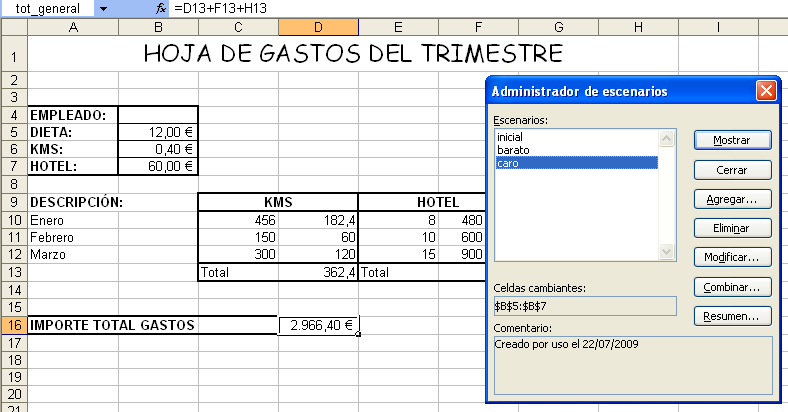 tot_general fx =D13+F13+H13
A B C D E F G H I
1 HOJA DE GASTOS DEL TRIMESTRE
2
3
4 EMPLEADO:
5 DIETA: 12,00 €
6 KMS: 0,40 €
7 HOTEL: 60,00 €
8
9 DESCRIPCIÓN: KMS HOTEL
10 Enero 456 182,4 8 480
11 Febrero 150 60 10 600
12 Marzo 300 120 15 900
13 Total 362,4 Total
14
15
16 IMPORTE TOTAL GASTOS 2.966,40 €
17
18
19
20
21
Administrador de escenarios
Escenarios:
inicial
barato
caro
Mostrar
Cerrar
Agregar...
Eliminar
Modificar...
Combinar...
Resumen...
Celdas cambiantes:
$B$5:$B$7
Comentario:
Creado por uso el 22/07/2009